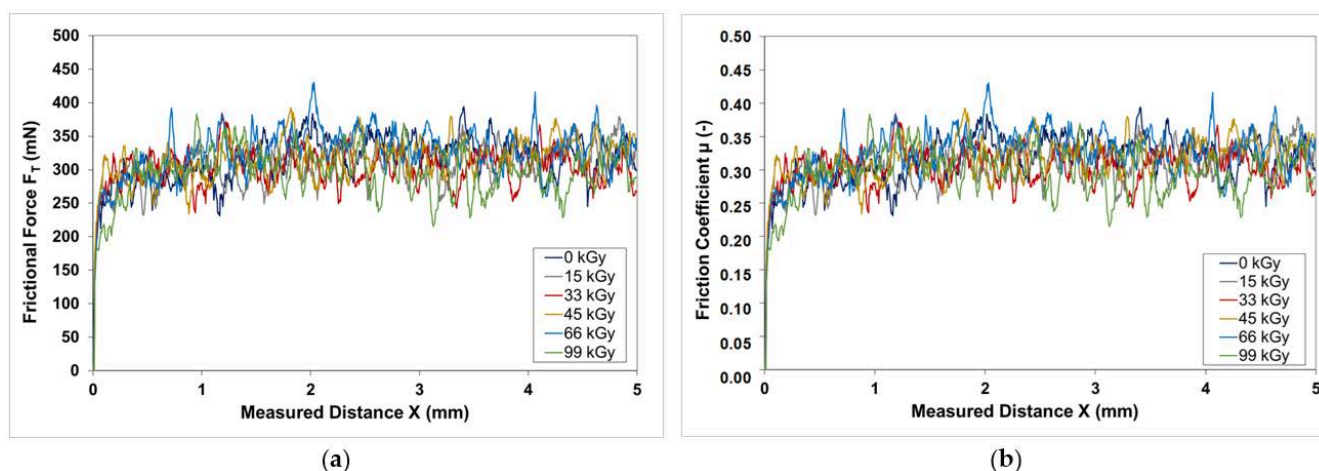 500
450
400
350
300
250
200
150
100
50
0
Frictional Force F_T (mN)
0 kGy
15 kGy
33 kGy
45 kGy
66 kGy
99 kGy
0 1 2 3 4 5
Measured Distance X (mm)
(a)
0.50
0.45
0.40
0.35
0.30
0.25
0.20
0.15
0.10
0.05
0.00
Friction Coefficient µ (-)
0 kGy
15 kGy
33 kGy
45 kGy
66 kGy
99 kGy
0 1 2 3 4 5
Measured Distance X (mm)
(b)